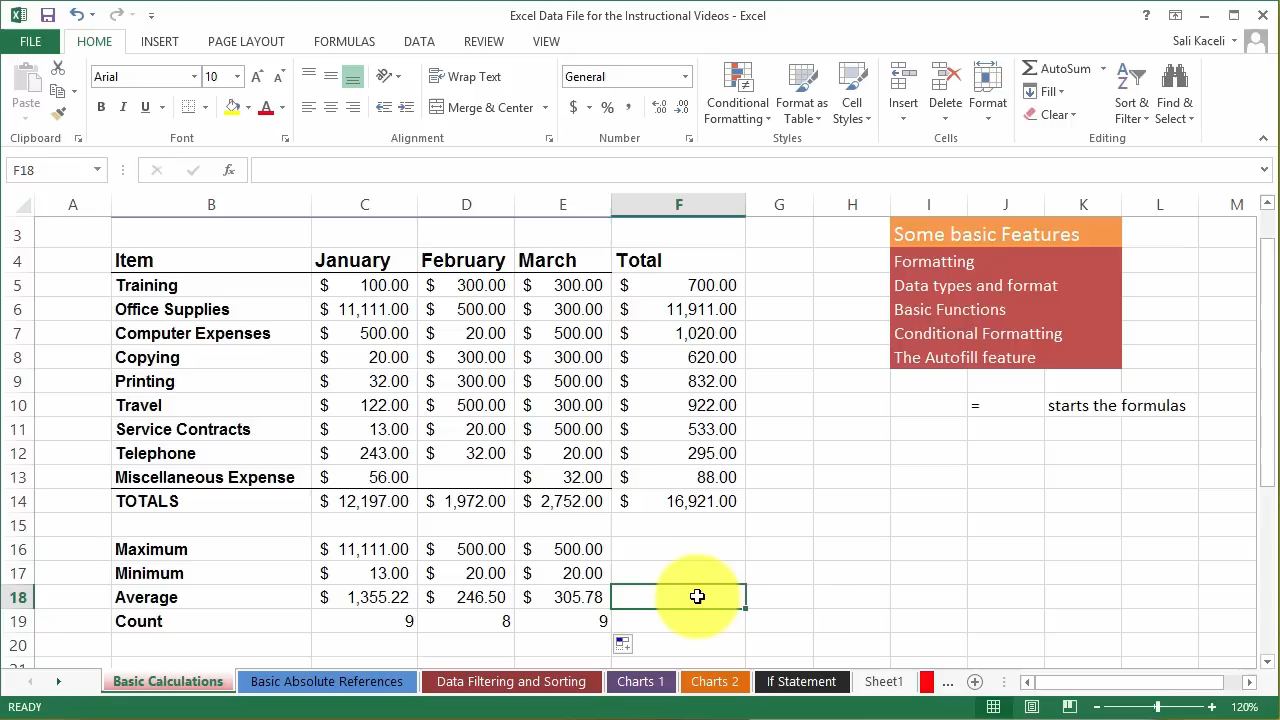 Excel Data File for the Instructional Videos - Excel
?
FILE HOME INSERT PAGE LAYOUT FORMULAS DATA REVIEW VIEW Sali Kaceli
Paste Arial 10 A A Wrap Text General Conditional Formatting Format as Table Cell Styles Insert Delete Format AutoSum Fill Clear Sort & Filter Find & Select
B I U A Merge & Center $ % ,
Clipboard Font Alignment Number Styles Cells Editing
F18 fx
A B C D E F G H I J K L M
3 Some basic Features
4 Item January February March Total Formatting
5 Training $ 100.00 $ 300.00 $ 300.00 $ 700.00 Data types and format
6 Office Supplies $ 11,111.00 $ 500.00 $ 300.00 $ 11,911.00 Basic Functions
7 Computer Expenses $ 500.00 $ 20.00 $ 500.00 $ 1,020.00 Conditional Formatting
8 Copying $ 20.00 $ 300.00 $ 300.00 $ 620.00 The Autofill feature
9 Printing $ 32.00 $ 300.00 $ 500.00 $ 832.00
10 Travel $ 122.00 $ 500.00 $ 300.00 $ 922.00 = starts the formulas
11 Service Contracts $ 13.00 $ 20.00 $ 500.00 $ 533.00
12 Telephone $ 243.00 $ 32.00 $ 20.00 $ 295.00
13 Miscellaneous Expense $ 56.00 $ 32.00 $ 88.00
14 TOTALS $ 12,197.00 $ 1,972.00 $ 2,752.00 $ 16,921.00
15
16 Maximum $ 11,111.00 $ 500.00 $ 500.00
17 Minimum $ 13.00 $ 20.00 $ 20.00
18 Average $ 1,355.22 $ 246.50 $ 305.78
19 Count 9 8 9
20
Basic Calculations Basic Absolute References Data Filtering and Sorting Charts 1 Charts 2 If Statement Sheet1 ...
READY 120%